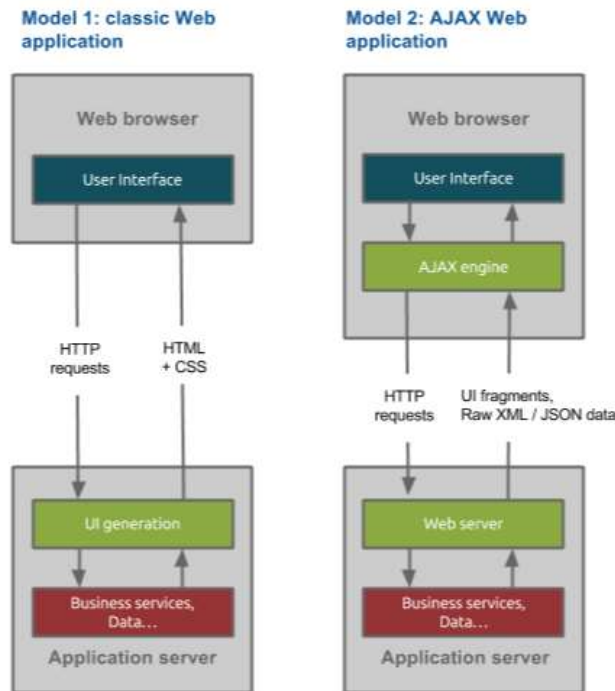 Model 1: classic Web
application
Web browser
User Interface
HTTP
requests
HTML
+ CSS
UI generation
Business services,
Data...
Application server
Model 2: AJAX Web
application
Web browser
User Interface
AJAX engine
HTTP
requests
UI fragments,
Raw XML / JSON data
Web server
Business services,
Data...
Application server